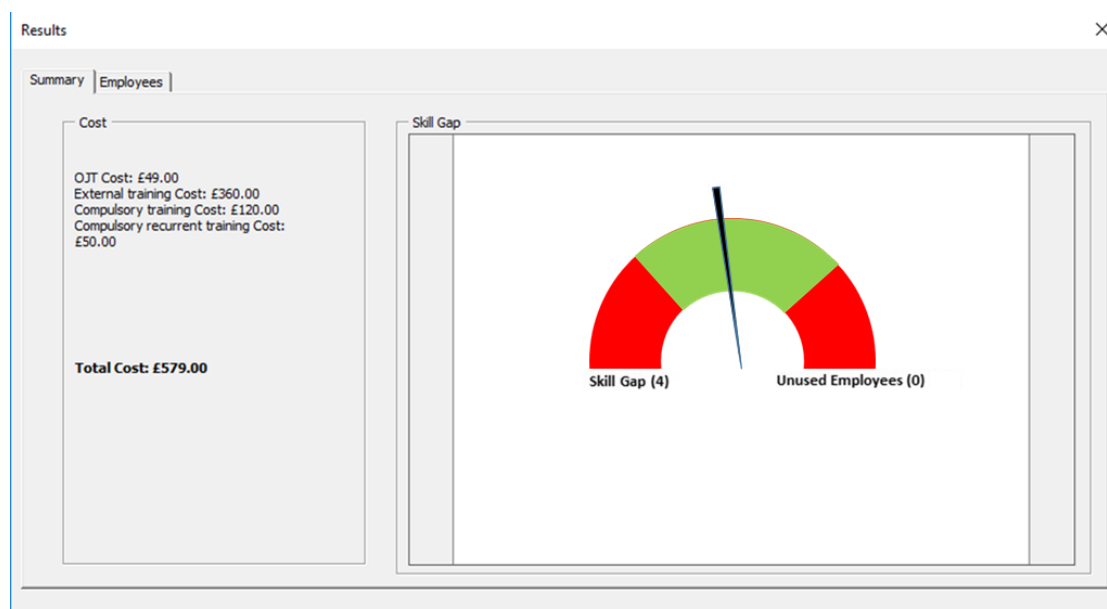 Results
Summary
Employees
Cost
OJT Cost: £49.00
External training Cost: £360.00
Compulsory training Cost: £120.00
Compulsory recurrent training Cost:
£50.00
Total Cost: £579.00
Skill Gap
Skill Gap (4)
Unused Employees (0)